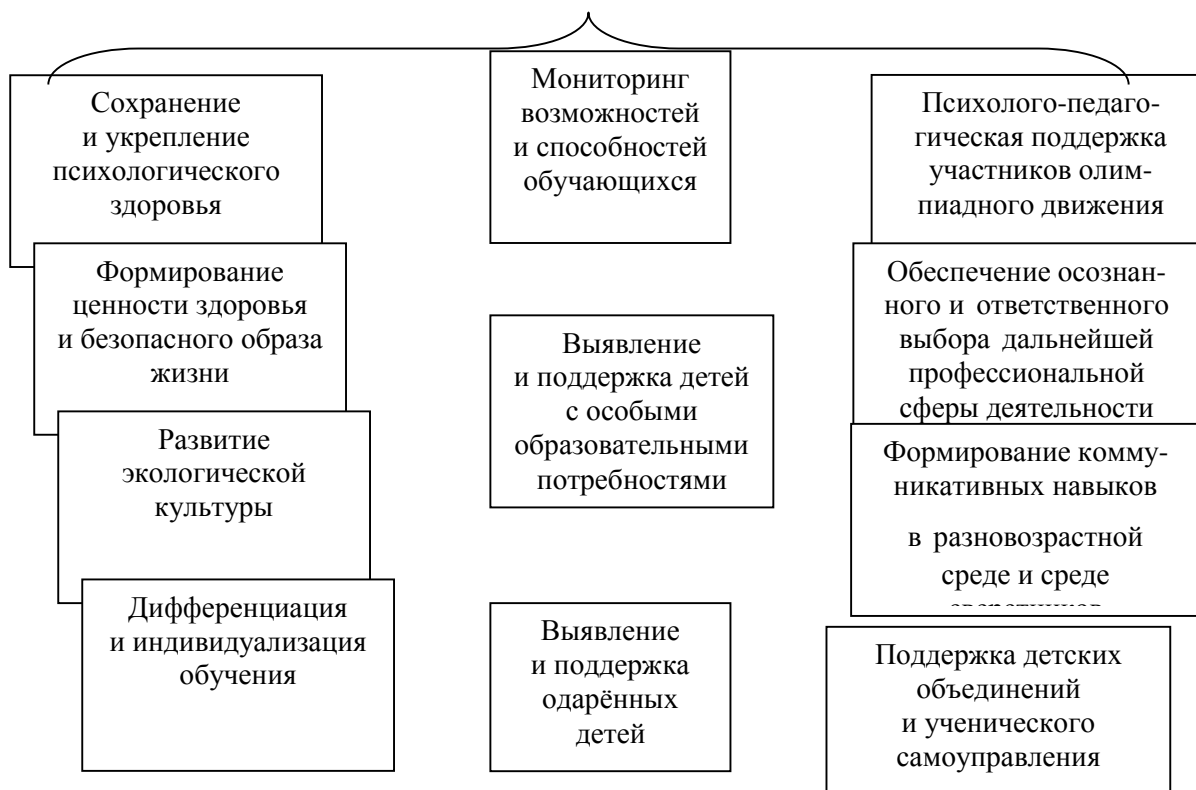 Сохранение
и укрепление
психологического
здоровья
Формирование
ценности здоровья
и безопасного образа
жизни
Развитие
экологической
культуры
Дифференциация
и индивидуализация
обучения
Мониторинг
возможностей
и способностей
обучающихся
Выявление
и поддержка детей
с особыми
образовательными
потребностями
Выявление
и поддержка
одарённых
детей
Психолого-педаго-
гическая поддержка
участников олим-
пиадного движения
Обеспечение осознан-
ного и ответственного
выбора дальнейшей
профессиональной
сферы деятельности
Формирование комму-
никативных навыков
в разновозрастной
среде и среде
Поддержка детских
объединений
и ученического
самоуправления